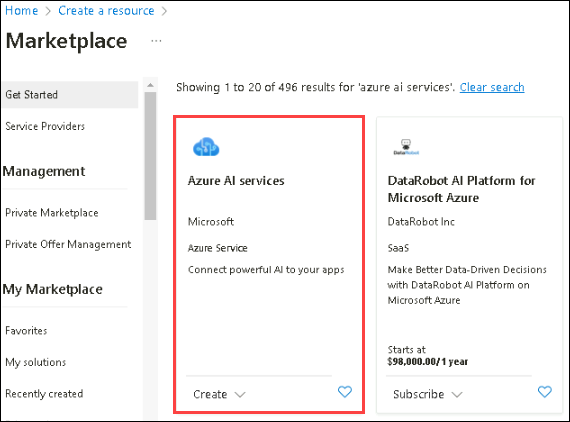 Home > Create a resource >
Marketplace ...
Get Started
Service Providers
Management
Private Marketplace
Private Offer Management
My Marketplace
Favorites
My solutions
Recently created
Showing 1 to 20 of 496 results for 'azure ai services'. Clear search
Azure AI services
Microsoft
Azure Service
Connect powerful AI to your apps
Create
DataRobot
DataRobot AI Platform for
Microsoft Azure
DataRobot Inc
SaaS
Make Better Data-Driven Decisions
with DataRobot AI Platform on
Microsoft Azure
Starts at
$98,000.00/1 year
Subscribe